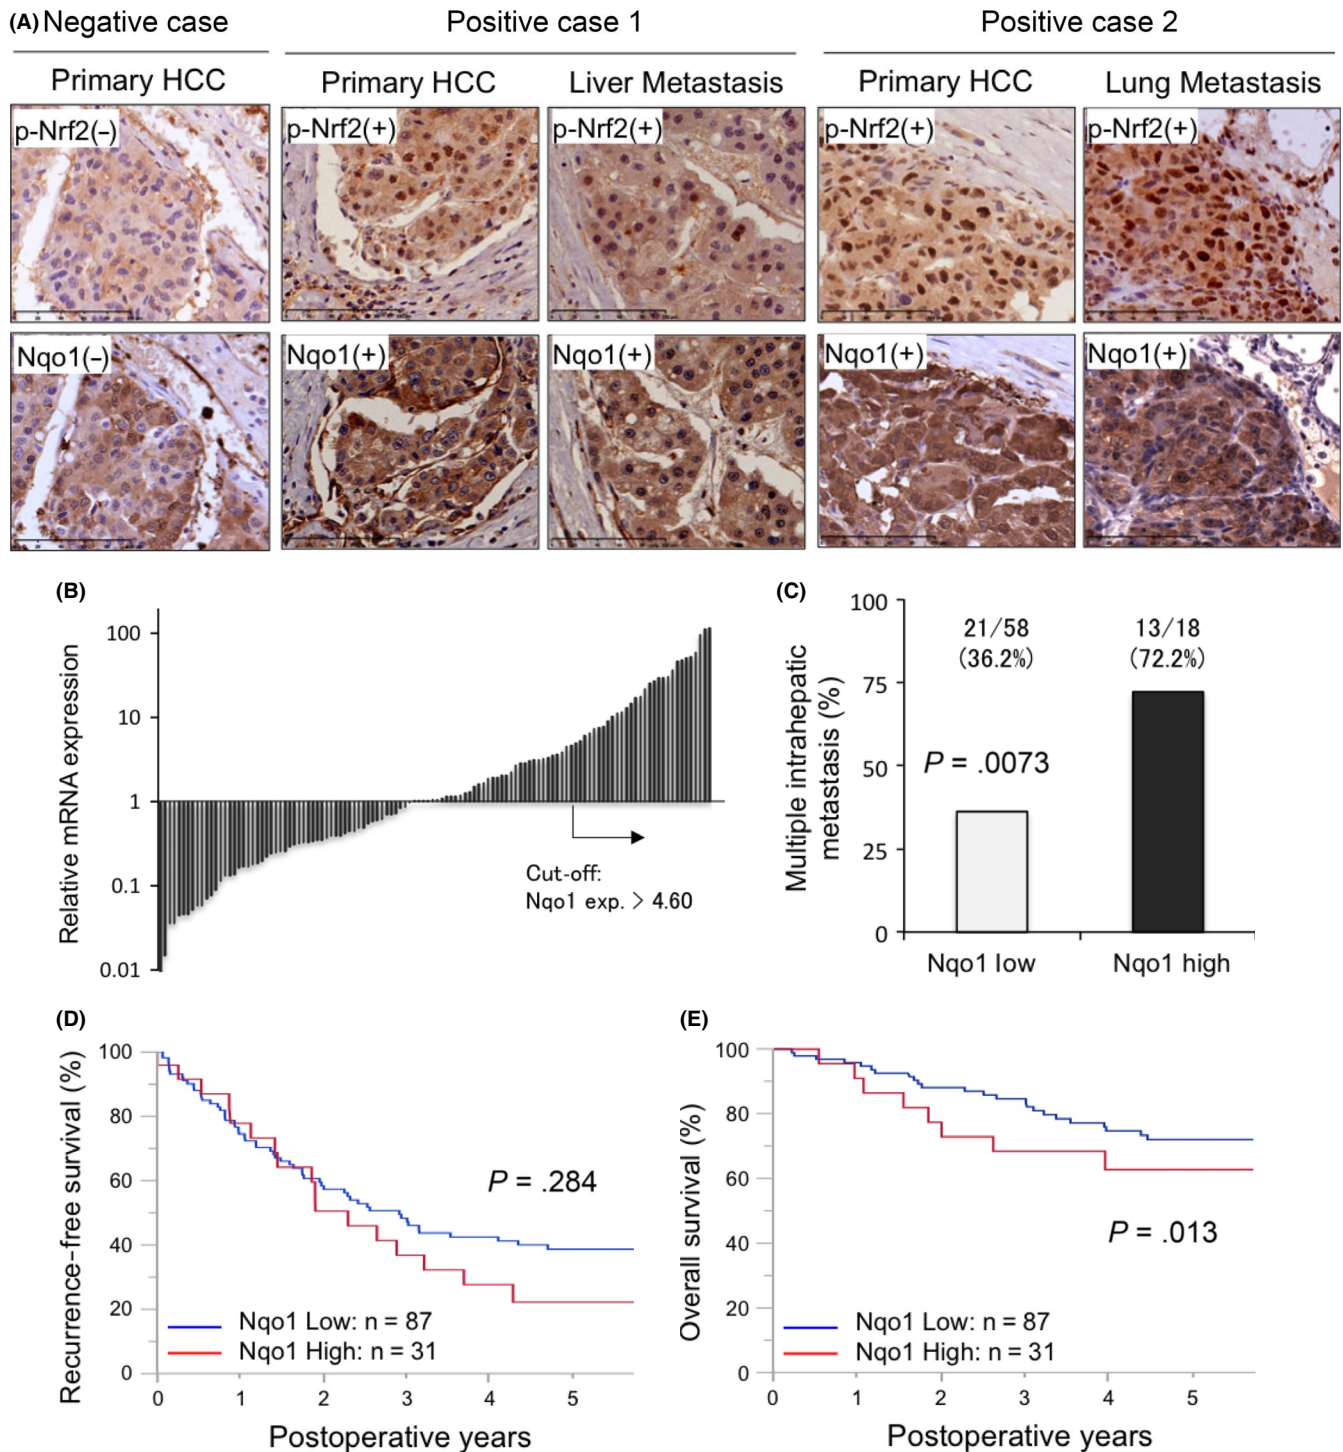 (A) Negative case Positive case 1 Positive case 2
Primary HCC Primary HCC Liver Metastasis Primary HCC Lung Metastasis
p-Nrf2(–) p-Nrf2(+) p-Nrf2(+) p-Nrf2(+) p-Nrf2(+)
Nqo1(–) Nqo1(+) Nqo1(+) Nqo1(+) Nqo1(+)
(B)
Relative mRNA expression
100
10
1
0.1
0.01
Cut-off:
Nqo1 exp. > 4.60
(C)
Multiple intrahepatic
metastasis (%)
100
75
50
25
0
21/58 13/18
(36.2%) (72.2%)
P = .0073
Nqo1 low Nqo1 high
(D)
Recurrence-free survival (%)
100
80
60
40
20
0
P = .284
Nqo1 Low: n = 87
Nqo1 High: n = 31
0 1 2 3 4 5
Postoperative years
(E)
Overall survival (%)
100
80
60
40
20
0
P = .013
Nqo1 Low: n = 87
Nqo1 High: n = 31
0 1 2 3 4 5
Postoperative years